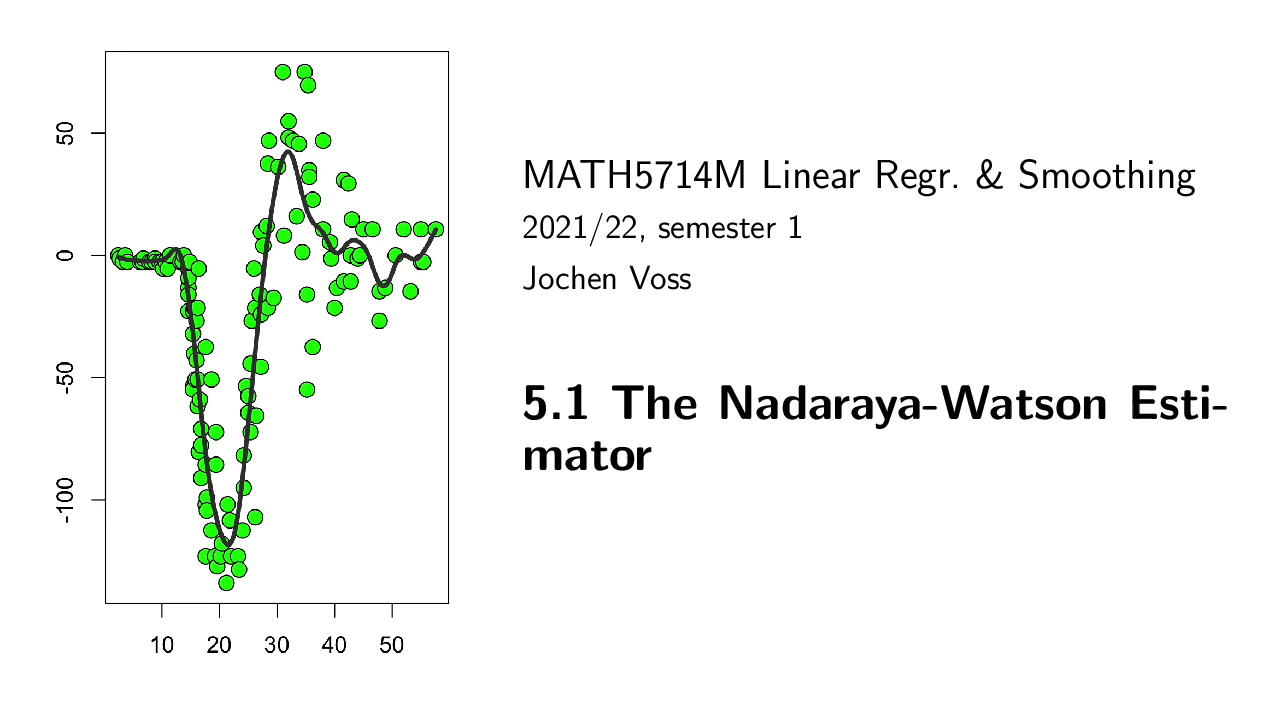 MATH5714M Linear Regr. & Smoothing
2021/22, semester 1
Jochen Voss
5.1 The Nadaraya-Watson Esti-
mator
50
0
-50
-100
10 20 30 40 50